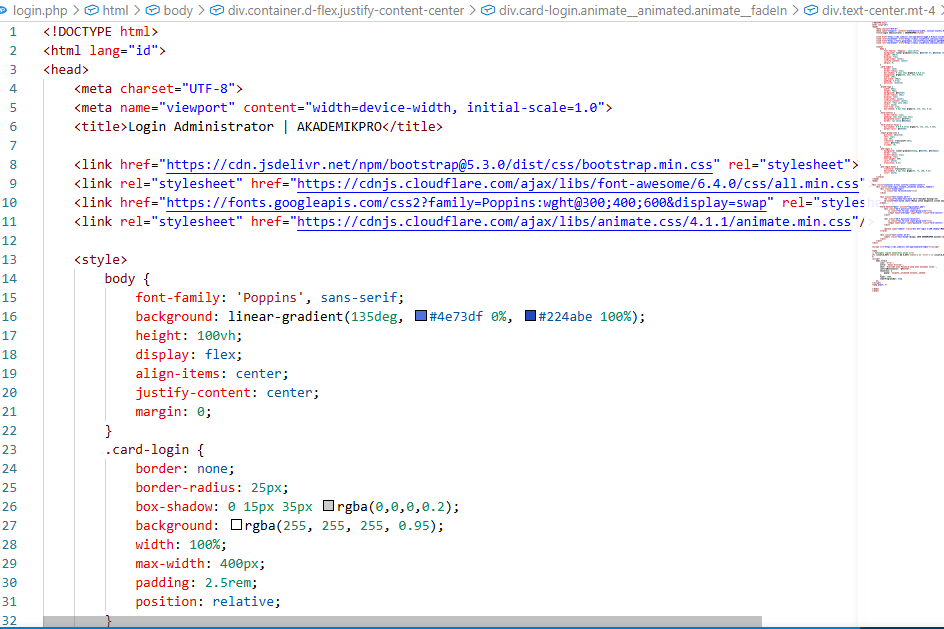 login.php > html > body > div.container.d-flex.justify-content-center > div.card-login.animate__animated.animate__fadeIn > div.text-center.mt-4 >
1 <!DOCTYPE html>
2 <html lang="id">
3 <head>
4     <meta charset="UTF-8">
5     <meta name="viewport" content="width=device-width, initial-scale=1.0">
6     <title>Login Administrator | AKADEMIKPRO</title>
7
8     <link href="https://cdn.jsdelivr.net/npm/bootstrap@5.3.0/dist/css/bootstrap.min.css" rel="stylesheet">
9     <link rel="stylesheet" href="https://cdnjs.cloudflare.com/ajax/libs/font-awesome/6.4.0/css/all.min.css"
10     <link href="https://fonts.googleapis.com/css2?family=Poppins:wght@300;400;600&display=swap" rel="styleshe
11     <link rel="stylesheet" href="https://cdnjs.cloudflare.com/ajax/libs/animate.css/4.1.1/animate.min.css"/>
12
13     <style>
14         body {
15             font-family: 'Poppins', sans-serif;
16             background: linear-gradient(135deg, #4e73df 0%, #224abe 100%);
17             height: 100vh;
18             display: flex;
19             align-items: center;
20             justify-content: center;
21             margin: 0;
22         }
23         .card-login {
24             border: none;
25             border-radius: 25px;
26             box-shadow: 0 15px 35px rgba(0,0,0,0.2);
27             background: rgba(255, 255, 255, 0.95);
28             width: 100%;
29             max-width: 400px;
30             padding: 2.5rem;
31             position: relative;
32         }